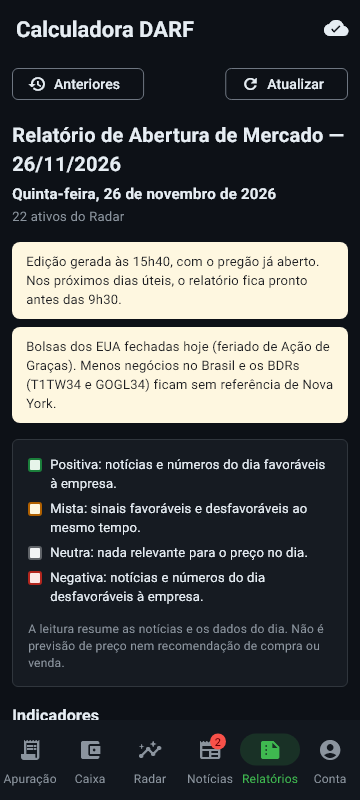 Calculadora DARF
Anteriores
Atualizar
Relatório de Abertura de Mercado —
26/11/2026
Quinta-feira, 26 de novembro de 2026
22 ativos do Radar
Edição gerada às 15h40, com o pregão já aberto.
Nos próximos dias úteis, o relatório fica pronto
antes das 9h30.
Bolsas dos EUA fechadas hoje (feriado de Ação de
Graças). Menos negócios no Brasil e os BDRs
(T1TW34 e GOGL34) ficam sem referência de Nova
York.
Positiva: notícias e números do dia favoráveis
à empresa.
Mista: sinais favoráveis e desfavoráveis ao
mesmo tempo.
Neutra: nada relevante para o preço no dia.
Negativa: notícias e números do dia
desfavoráveis à empresa.
A leitura resume as notícias e os dados do dia. Não é
previsão de preço nem recomendação de compra ou
venda.
Indicadores
2
Apuração
Caixa
Radar
Notícias
Relatórios
Conta